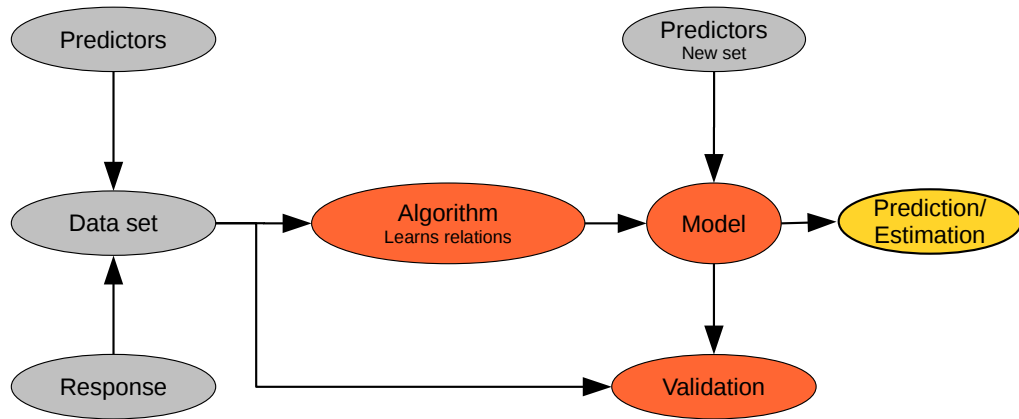 Predictors
Predictors
New set
Data set
Algorithm
Learns relations
Model
Prediction/
Estimation
Response
Validation